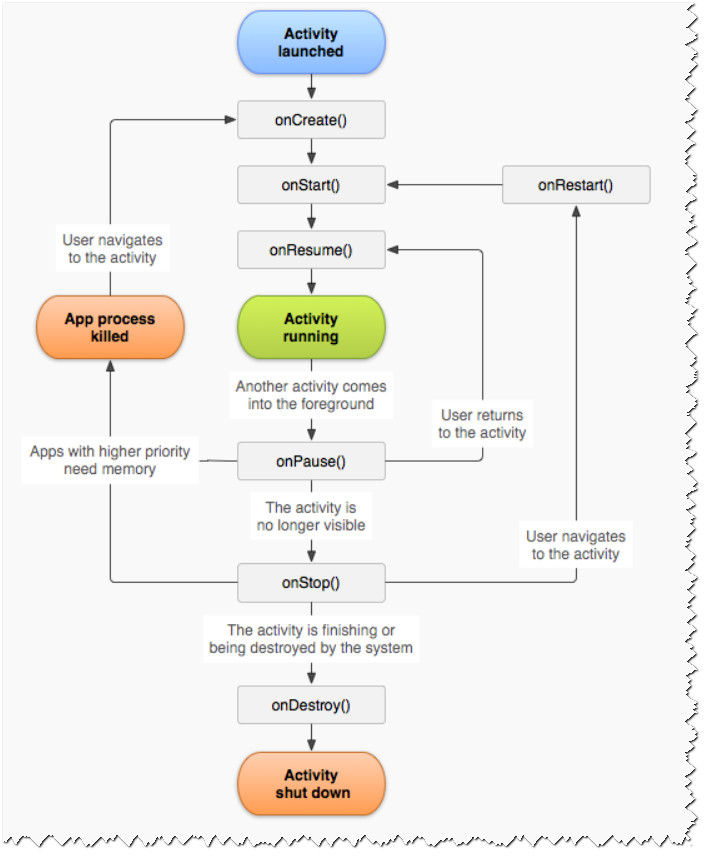 Activity
launched
onCreate()
onStart()
onRestart()
User navigates
to the activity
onResume()
App process
killed
Activity
running
Another activity comes
into the foreground
User returns
to the activity
Apps with higher priority
need memory
onPause()
The activity is
no longer visible
User navigates
to the activity
onStop()
The activity is finishing or
being destroyed by the system
onDestroy()
Activity
shut down